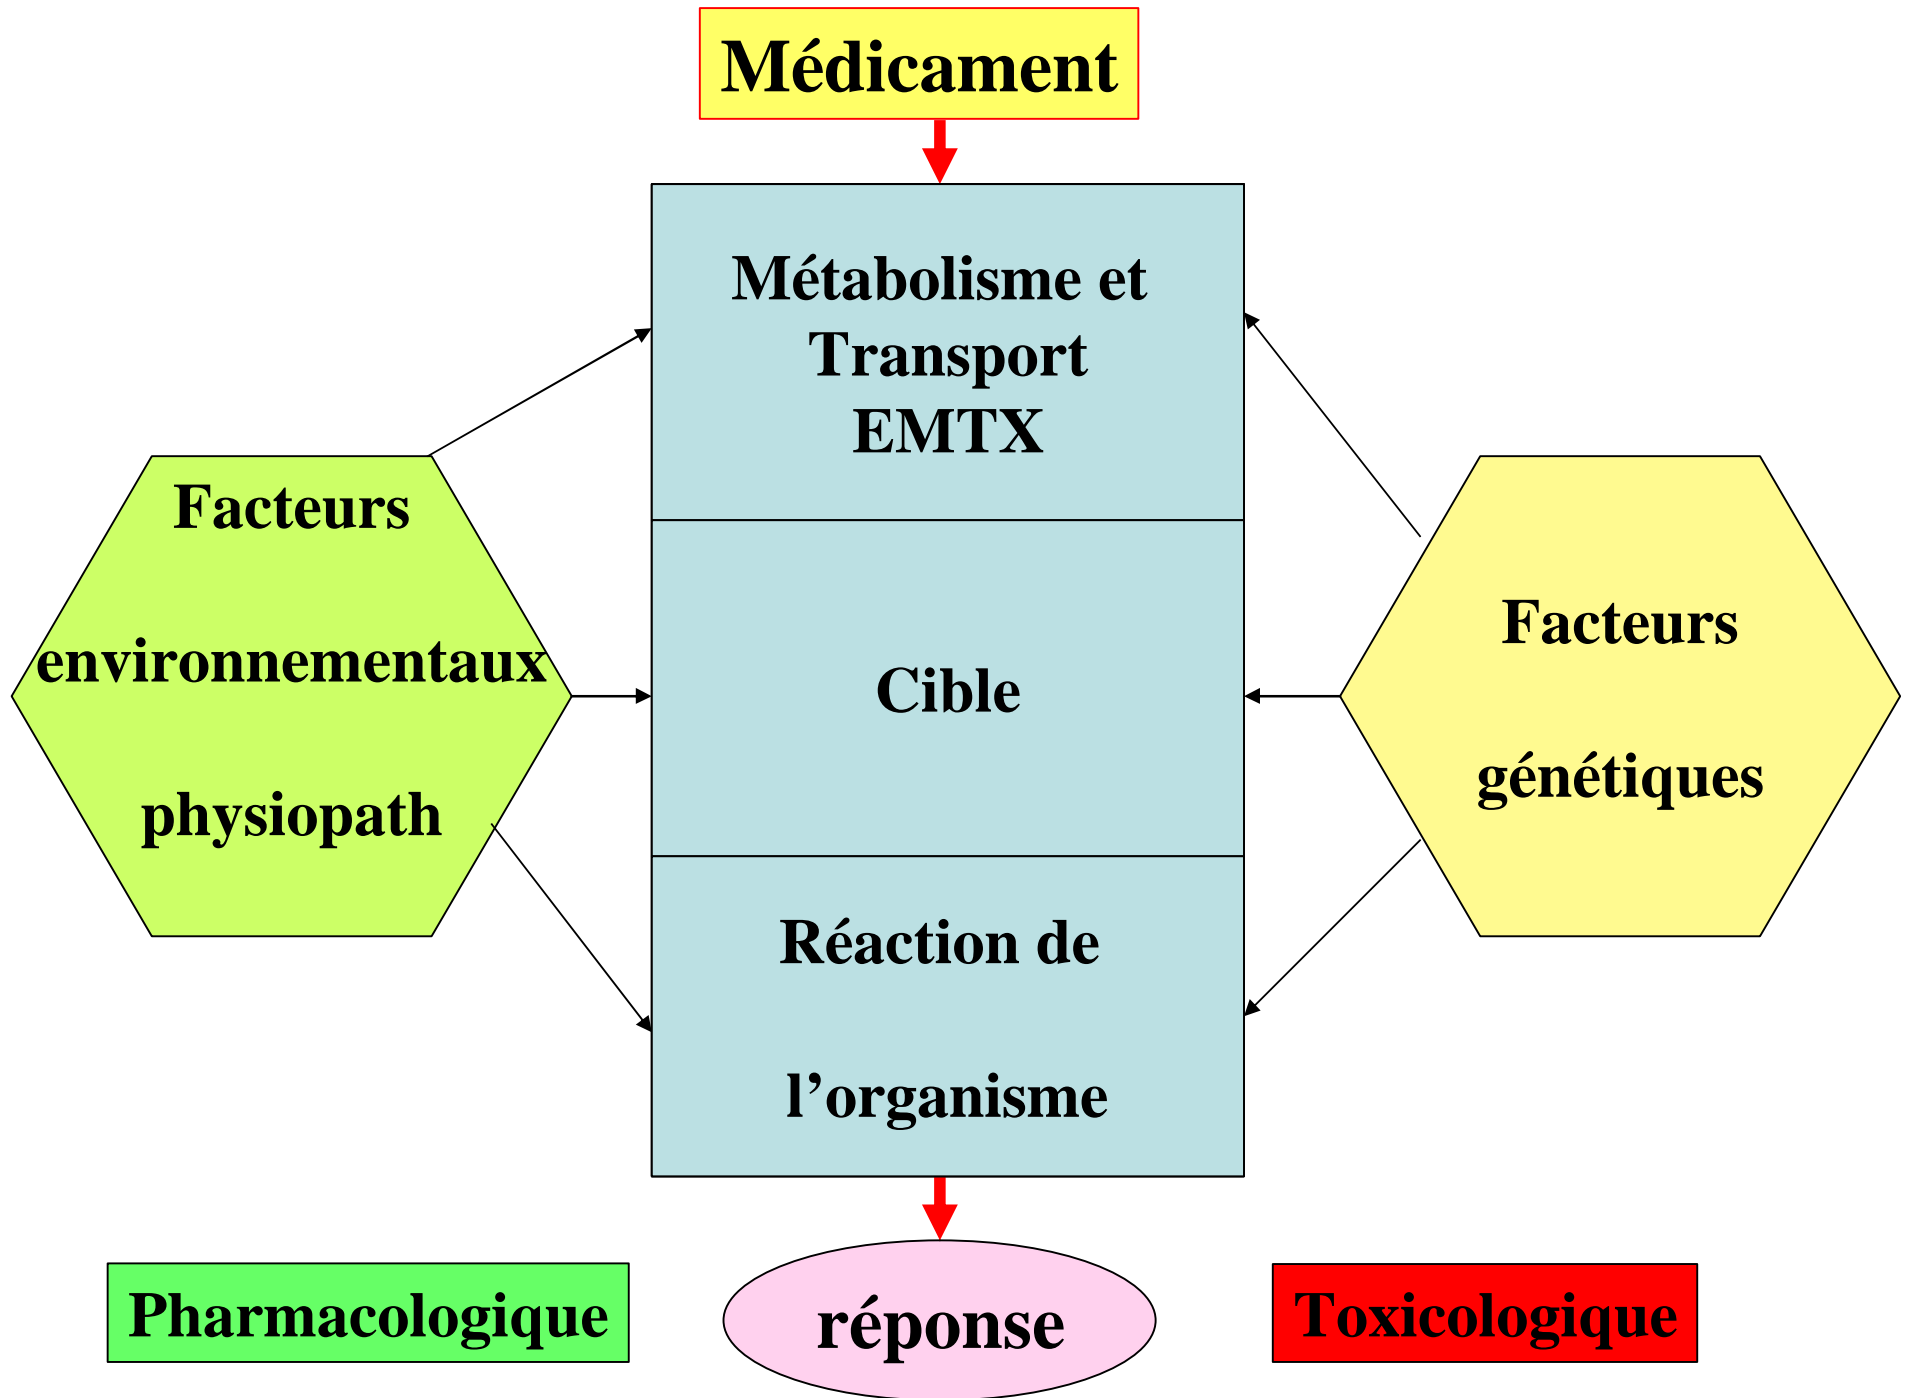 Médicament
Métabolisme et
Transport
EMTX
Facteurs
environnementaux
physiopath
Cible
Facteurs
génétiques
Réaction de
l’organisme
Pharmacologique
réponse
Toxicologique